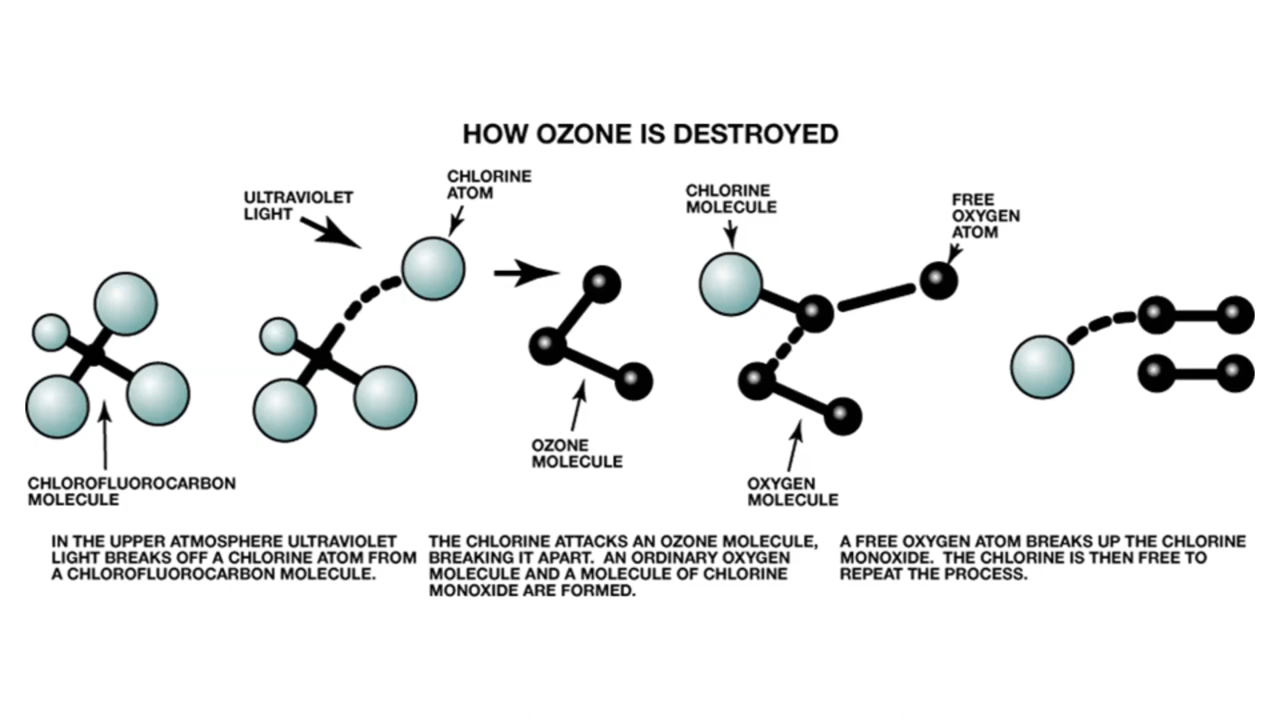 HOW OZONE IS DESTROYED
ULTRAVIOLET
LIGHT
CHLORINE
ATOM
CHLORINE
MOLECULE
FREE
OXYGEN
ATOM
OZONE
MOLECULE
CHLOROFLUOROCARBON
MOLECULE
OXYGEN
MOLECULE
IN THE UPPER ATMOSPHERE ULTRAVIOLET
LIGHT BREAKS OFF A CHLORINE ATOM FROM
A CHLOROFLUOROCARBON MOLECULE.
THE CHLORINE ATTACKS AN OZONE MOLECULE,
BREAKING IT APART. AN ORDINARY OXYGEN
MOLECULE AND A MOLECULE OF CHLORINE
MONOXIDE ARE FORMED.
A FREE OXYGEN ATOM BREAKS UP THE CHLORINE
MONOXIDE. THE CHLORINE IS THEN FREE TO
REPEAT THE PROCESS.